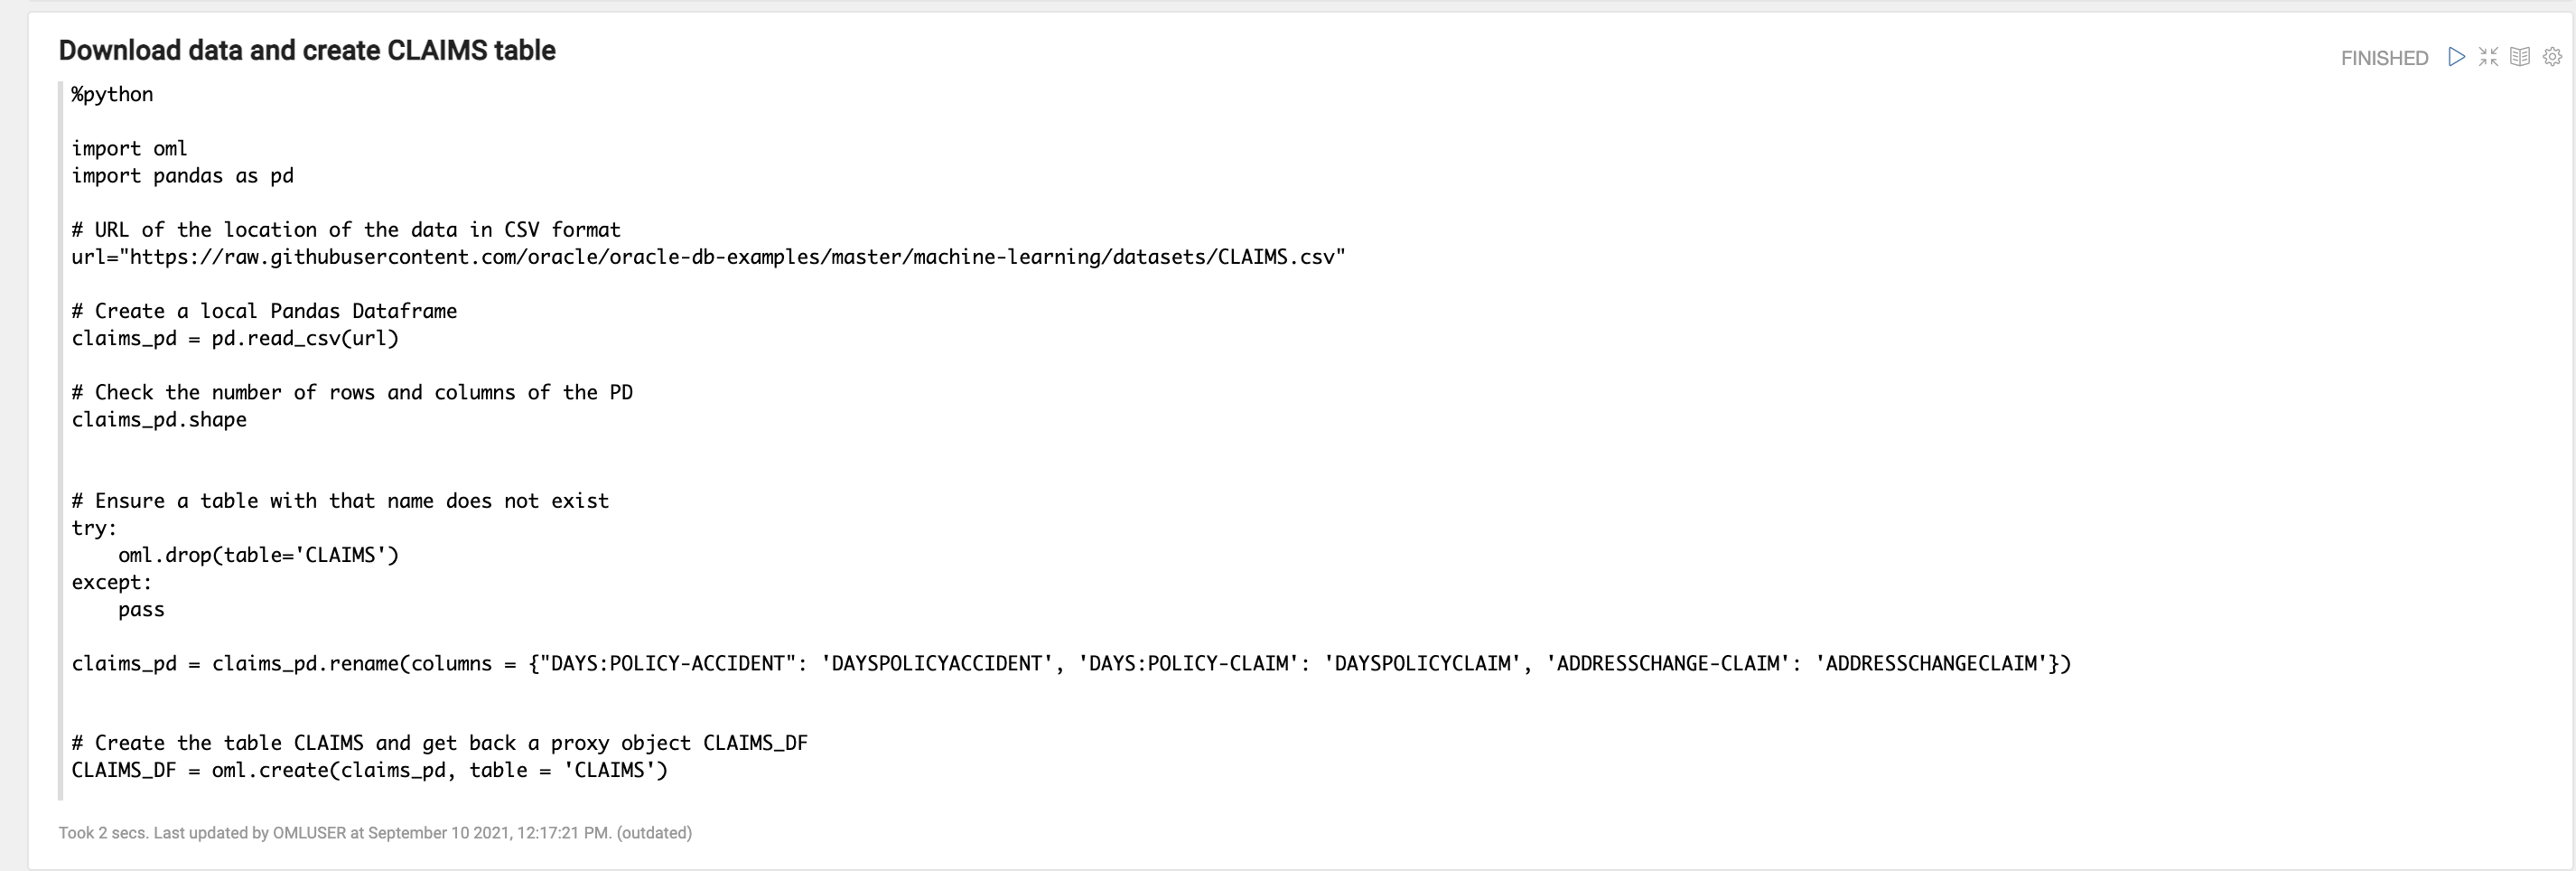 Download data and create CLAIMS table
FINISHED
%python
import oml
import pandas as pd
# URL of the location of the data in CSV format
url="https://raw.githubusercontent.com/oracle/oracle-db-examples/master/machine-learning/datasets/CLAIMS.csv"
# Create a local Pandas Dataframe
claims_pd = pd.read_csv(url)
# Check the number of rows and columns of the PD
claims_pd.shape
# Ensure a table with that name does not exist
try:
    oml.drop(table='CLAIMS')
except:
    pass
claims_pd = claims_pd.rename(columns = {"DAYS:POLICY-ACCIDENT": 'DAYSPOLICYACCIDENT', 'DAYS:POLICY-CLAIM': 'DAYSPOLICYCLAIM', 'ADDRESSCHANGE-CLAIM': 'ADDRESSCHANGECLAIM'})
# Create the table CLAIMS and get back a proxy object CLAIMS_DF
CLAIMS_DF = oml.create(claims_pd, table = 'CLAIMS')
Took 2 secs. Last updated by OMLUSER at September 10 2021, 12:17:21 PM. (outdated)